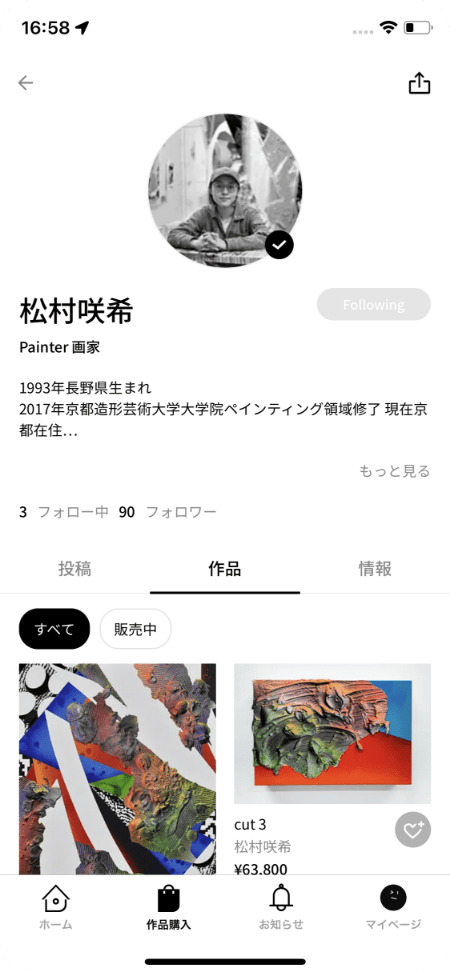 16:58
松村咲希
Following
Painter 画家
1993年長野県生まれ
2017年京都造形芸術大学大学院ペインティング領域修了 現在京
都在住…
もっと見る
3 フォロー中 90 フォロワー
投稿 作品 情報
すべて 販売中
cut 3
松村咲希
¥63,800
ホーム 作品購入 お知らせ マイページ